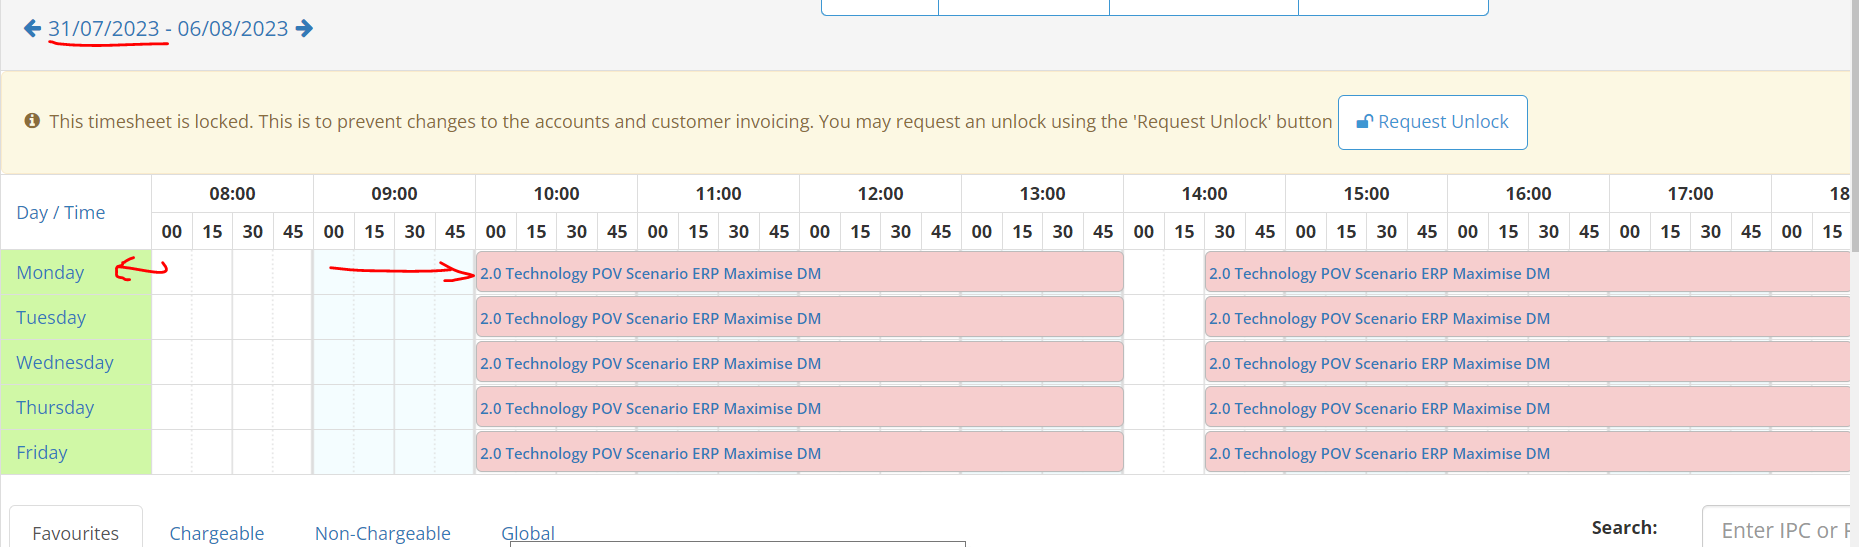 31/07/2023 - 06/08/2023
This timesheet is locked. This is to prevent changes to the accounts and customer invoicing. You may request an unlock using the 'Request Unlock' button Request Unlock
Day / Time 08:00 09:00 10:00 11:00 12:00 13:00 14:00 15:00 16:00 17:00 18
00 15 30 45 00 15 30 45 00 15 30 45 00 15 30 45 00 15 30 45 00 15 30 45 00 15 30 45 00 15 30 45 00 15 30 45 00 15 30 45 00 15
Monday 2.0 Technology POV Scenario ERP Maximise DM 2.0 Technology POV Scenario ERP Maximise DM
Tuesday 2.0 Technology POV Scenario ERP Maximise DM 2.0 Technology POV Scenario ERP Maximise DM
Wednesday 2.0 Technology POV Scenario ERP Maximise DM 2.0 Technology POV Scenario ERP Maximise DM
Thursday 2.0 Technology POV Scenario ERP Maximise DM 2.0 Technology POV Scenario ERP Maximise DM
Friday 2.0 Technology POV Scenario ERP Maximise DM 2.0 Technology POV Scenario ERP Maximise DM
Favourites Chargeable Non-Chargeable Global Search: Enter IPC or